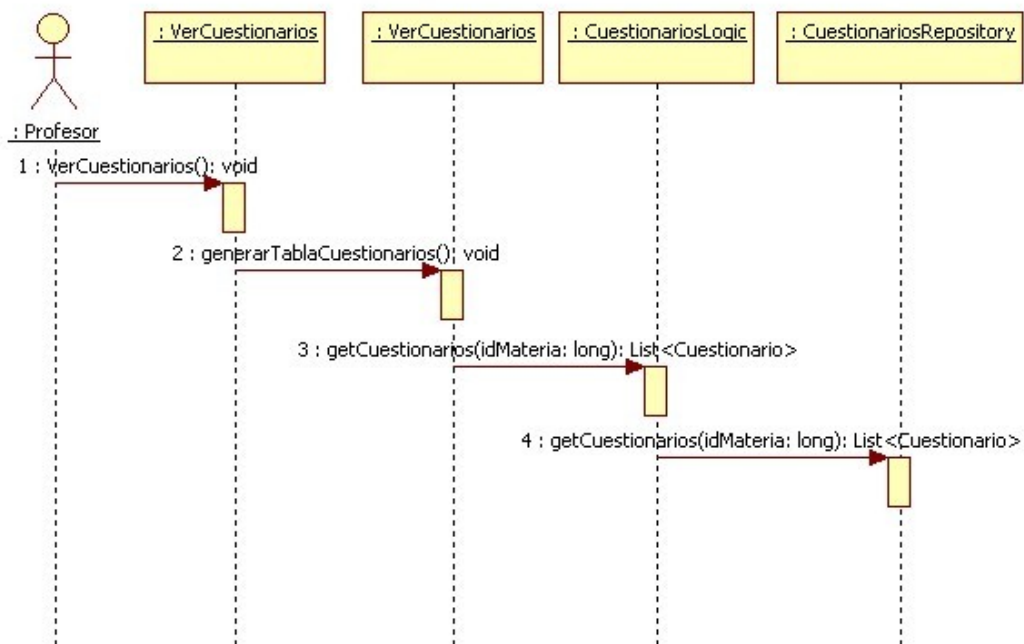 : VerCuestionarios
: VerCuestionarios
: CuestionariosLogic
: CuestionariosRepository
: Profesor
1 : VerCuestionarios(): void
2 : generarTablaCuestionarios(): void
3 : getCuestionarios(idMateria: long): List<Cuestionario>
4 : getCuestionarios(idMateria: long): List<Cuestionario>